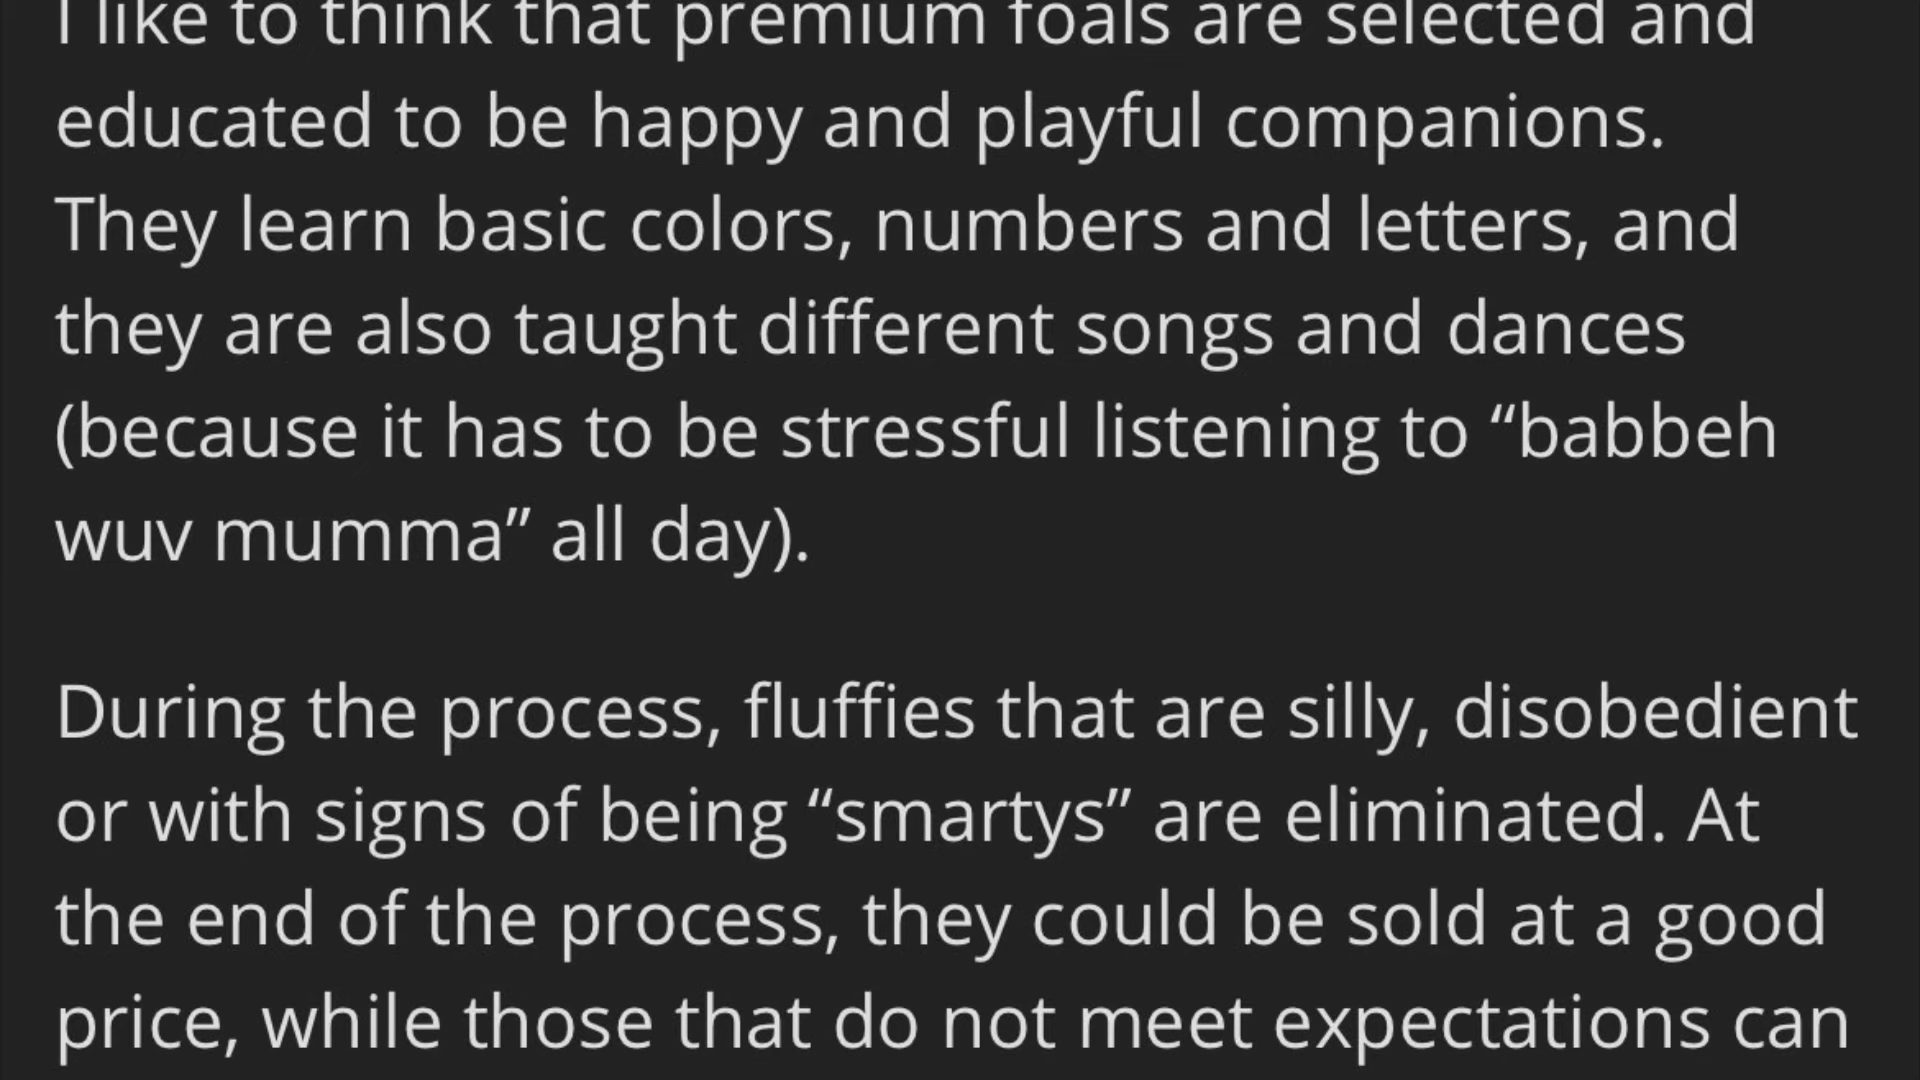 I like to think that premium foals are selected and
educated to be happy and playful companions.
They learn basic colors, numbers and letters, and
they are also taught different songs and dances
(because it has to be stressful listening to “babbeh
wuv mumma” all day).
During the process, fluffies that are silly, disobedient
or with signs of being “smartys” are eliminated. At
the end of the process, they could be sold at a good
price, while those that do not meet expectations can